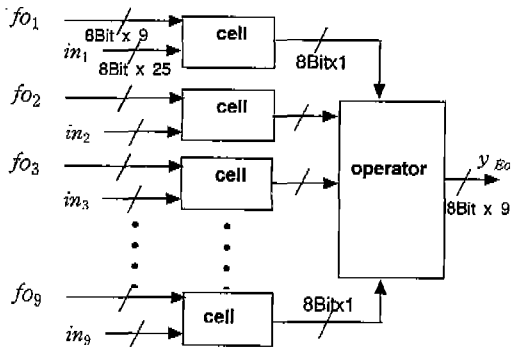 fo1
8Bit x 9
cell
in1
8Bit x 25
8Bitx1
fo2
cell
in2
fo3
cell
in3
operator
y Eo
8Bit x 9
fo9
cell
8Bitx1
in9